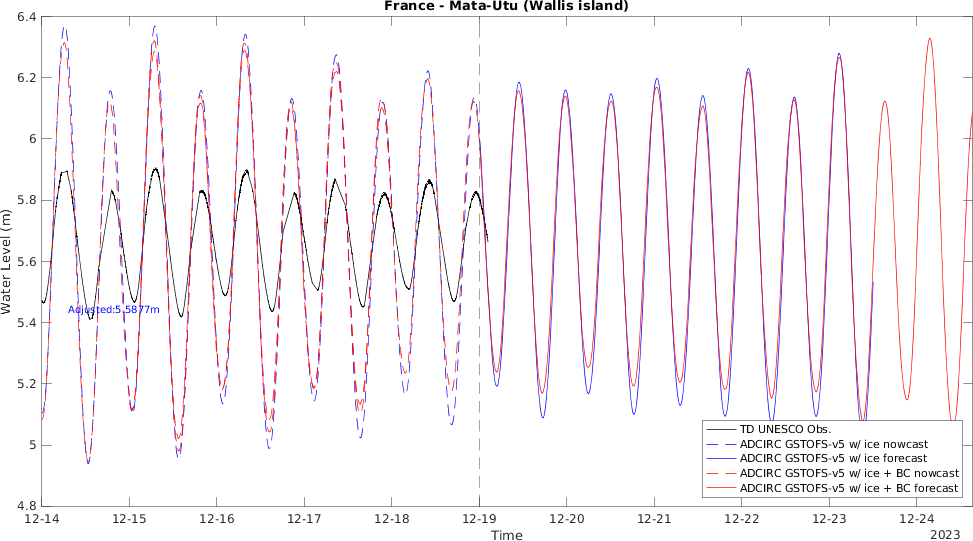 France - Mata-Utu (Wallis island)
6.4
6.2
6
5.8
5.6
5.4
5.2
5
4.8
Water Level (m)
Adjusted:5.5877m
TD UNESCO Obs.
ADCIRC GSTOFS-v5 w/ ice nowcast
ADCIRC GSTOFS-v5 w/ ice forecast
ADCIRC GSTOFS-v5 w/ ice + BC nowcast
ADCIRC GSTOFS-v5 w/ ice + BC forecast
12-14 12-15 12-16 12-17 12-18 12-19 12-20 12-21 12-22 12-23 12-24
Time
2023